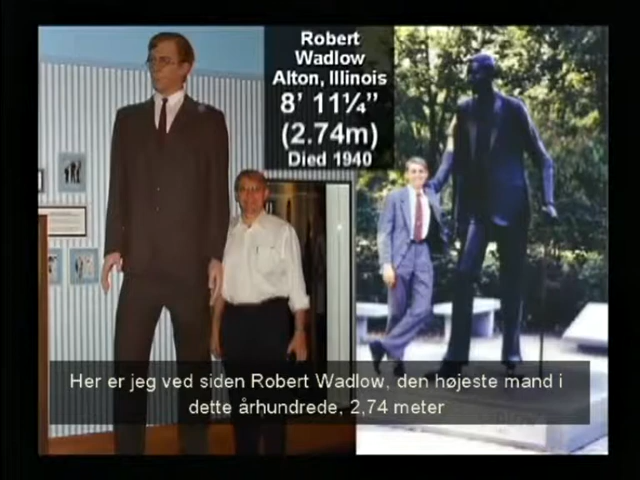 Robert
Wadlow
Alton, Illinois
8' 11¼"
(2.74m)
Died 1940
Her er jeg ved siden Robert Wadlow, den højeste mand i
dette århundrede, 2,74 meter